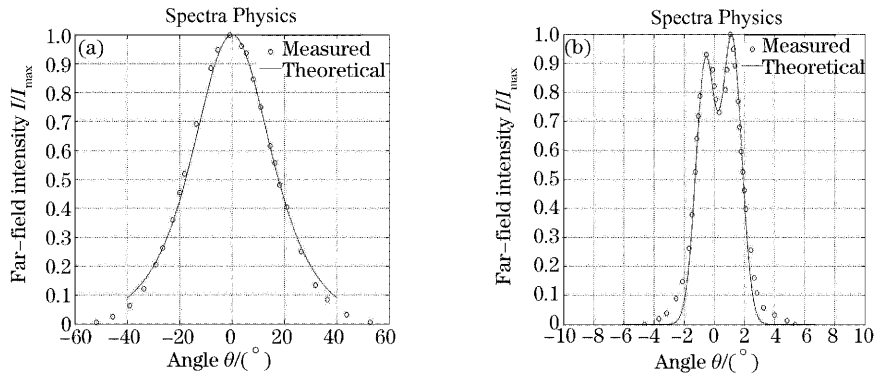 Spectra Physics
(a)
Measured
Theoretical
Far-field intensity I/Imax
1.0
0.9
0.8
0.7
0.6
0.5
0.4
0.3
0.2
0.1
0
−60 −40 −20 0 20 40 60
Angle θ/(°)
Spectra Physics
(b)
Measured
Theoretical
Far-field intensity I/Imax
1.0
0.9
0.8
0.7
0.6
0.5
0.4
0.3
0.2
0.1
0
−10 −8 −6 −4 −2 0 2 4 6 8 10
Angle θ/(°)